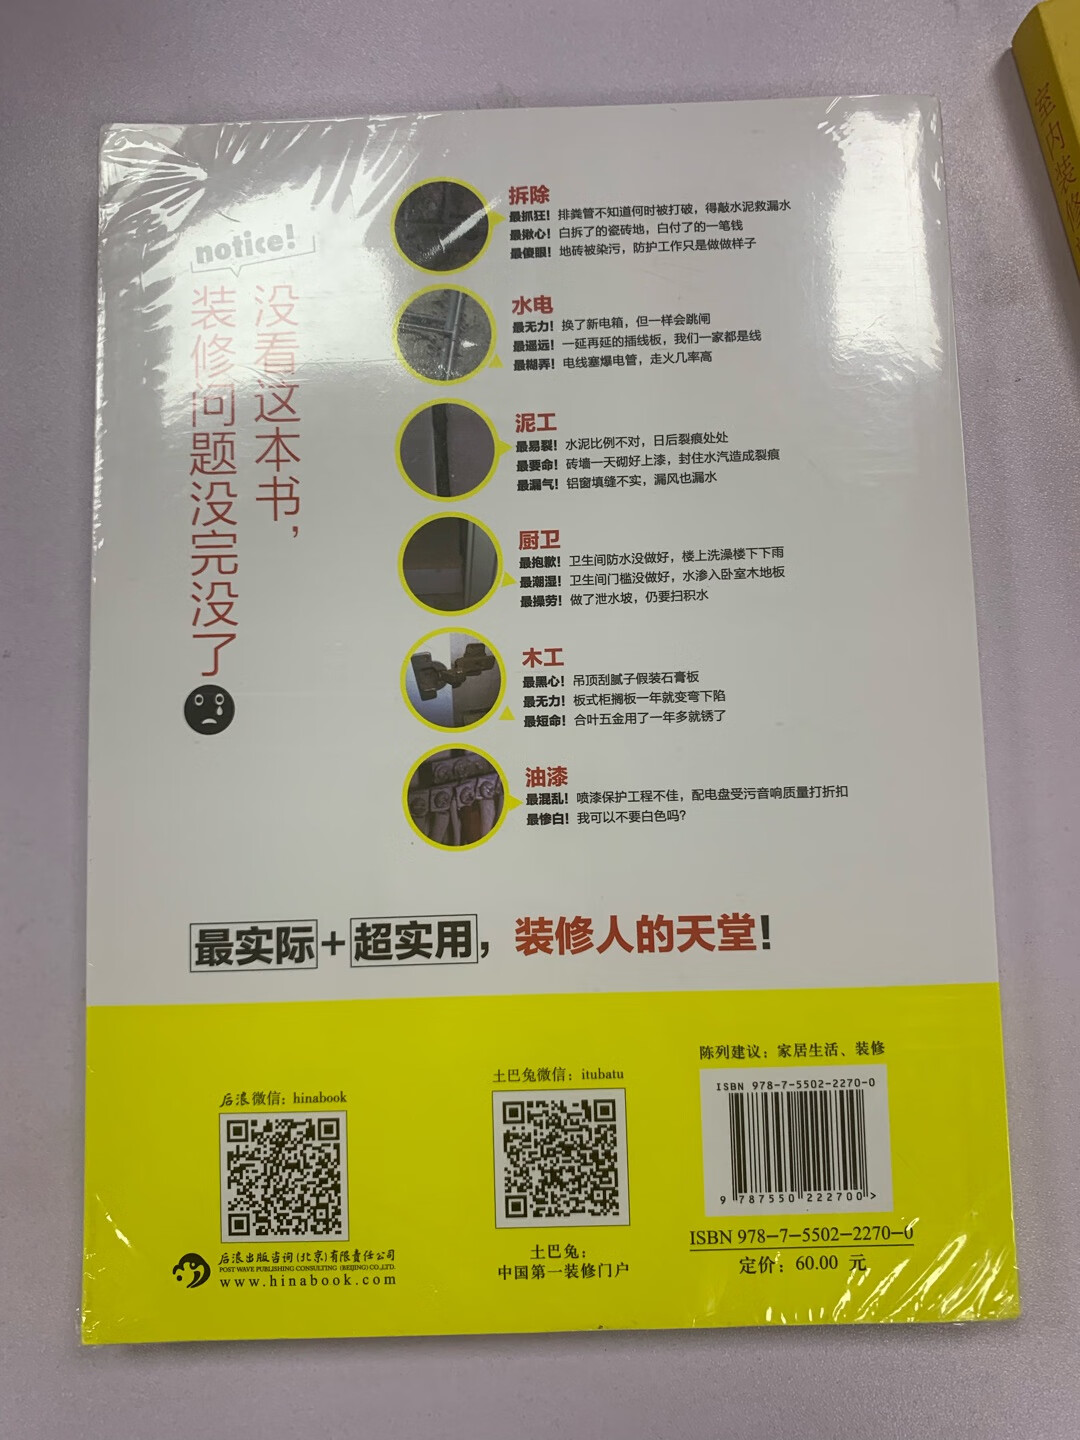 notice!
没看这本书，
装修问题没完没了
拆除
最抓狂！排粪管不知道何时被打破，得敲水泥救漏水
最揪心！白拆了的瓷砖地，白付了的一笔钱
最傻眼！地砖被染污，防护工作只是做做样子
水电
最无力！换了新电箱，但一样会跳闸
最遥远！一延再延的插线板，我们一家都是线
最糊弄！电线塞爆电管，走火几率高
泥工
最易裂！水泥比例不对，日后裂痕处处
最要命！砖墙一天砌好上漆，封住水汽造成裂痕
最漏气！铝窗填缝不实，漏风也漏水
厨卫
最抱歉！卫生间防水没做好，楼上洗澡楼下下雨
最潮湿！卫生间门槛没做好，水渗入卧室木地板
最操劳！做了泄水坡，仍要扫积水
木工
最黑心！吊顶刮腻子假装石膏板
最无力！板式柜搁板一年就变弯下陷
最短命！合叶五金用了一年多就锈了
油漆
最混乱！喷漆保护工程不佳，配电盘受污音响质量打折扣
最惨白！我可以不要白色吗？
最实际+超实用，装修人的天堂！
后浪微信：hinabook
土巴兔微信：itubatu
陈列建议：家居生活、装修
ISBN 978-7-5502-2270-0
9 787550 222700>
ISBN 978-7-5502-2270-0
定价：60.00 元
土巴兔：
中国第一装修门户
后浪出版咨询(北京)有限责任公司
POST WAVE PUBLISHING CONSULTING (BEIJING) CO.,LTD.
www.hinabook.com
室内装修